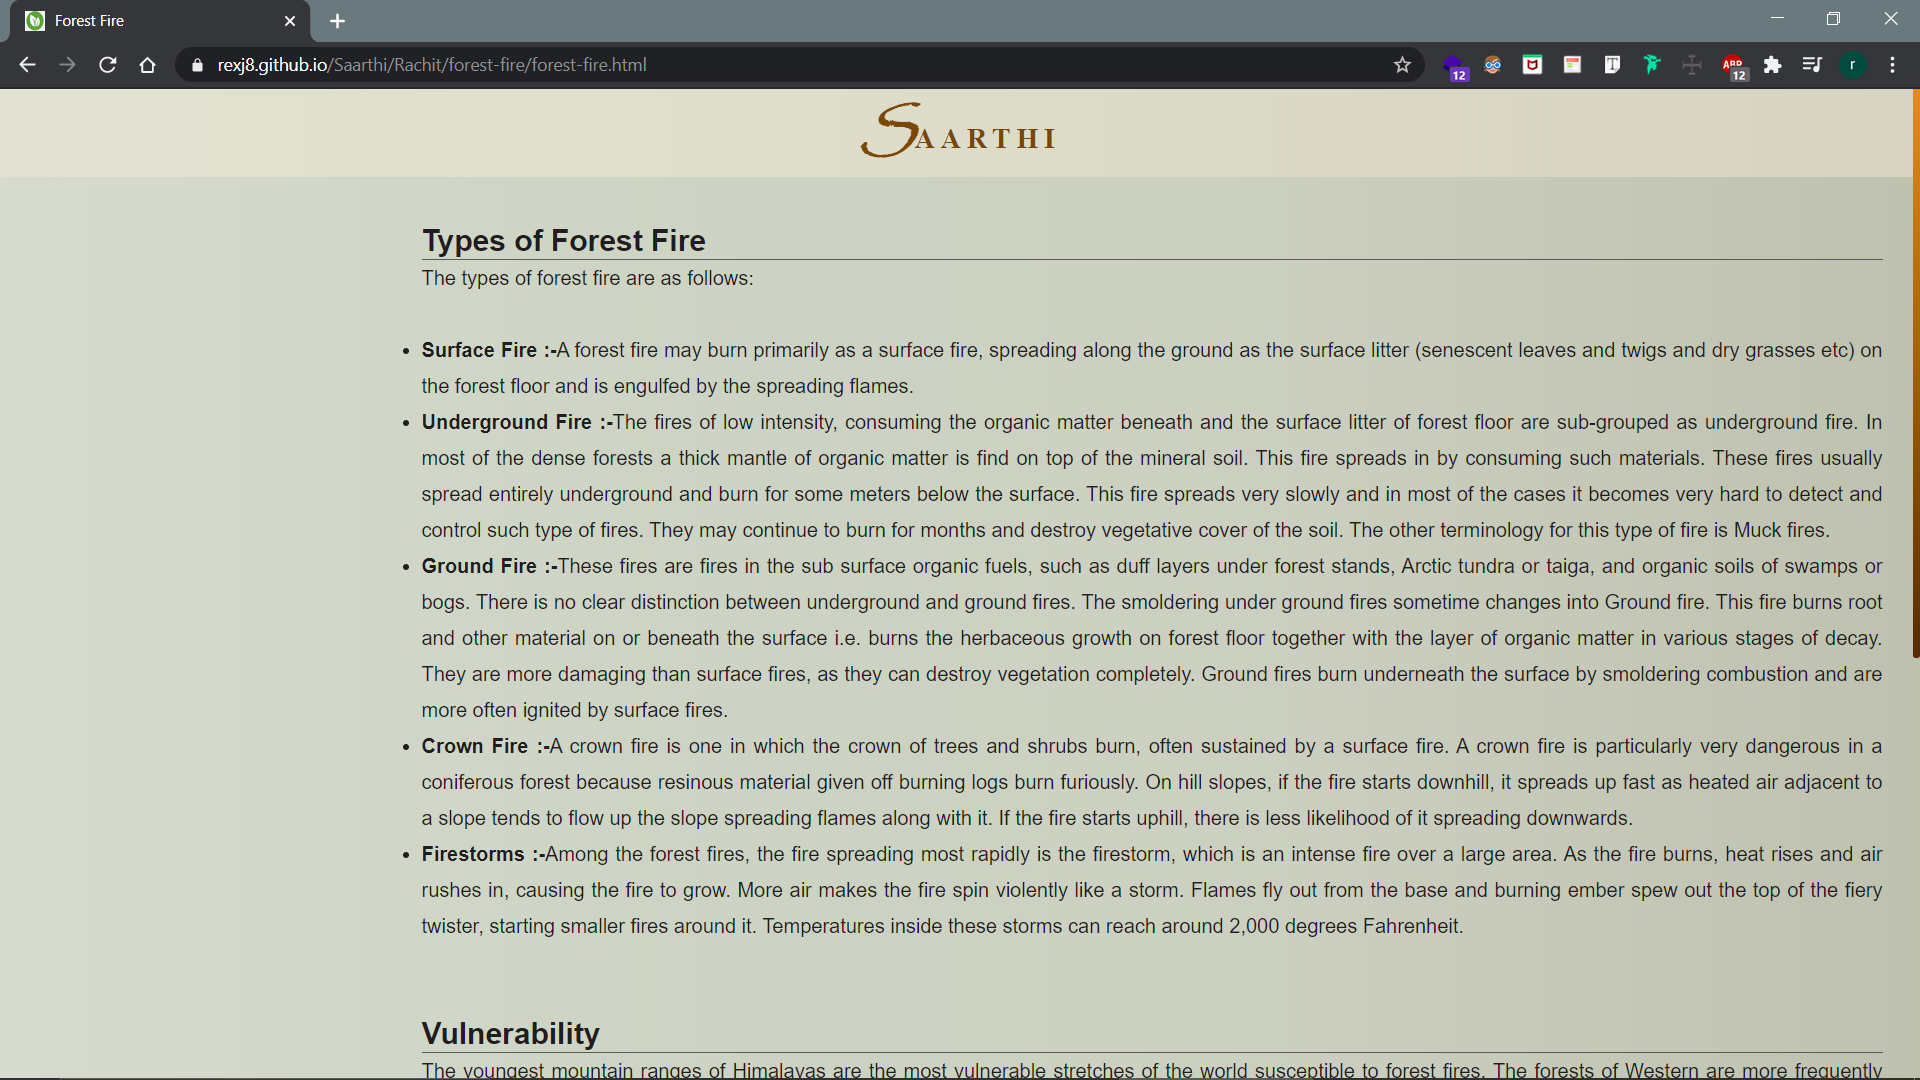 Forest Fire
rexj8.github.io/Saarthi/Rachit/forest-fire/forest-fire.html
12
ABP
12
r
SAARTHI
Types of Forest Fire
The types of forest fire are as follows:
• Surface Fire :-A forest fire may burn primarily as a surface fire, spreading along the ground as the surface litter (senescent leaves and twigs and dry grasses etc) on
the forest floor and is engulfed by the spreading flames.
• Underground Fire :-The fires of low intensity, consuming the organic matter beneath and the surface litter of forest floor are sub-grouped as underground fire. In
most of the dense forests a thick mantle of organic matter is find on top of the mineral soil. This fire spreads in by consuming such materials. These fires usually
spread entirely underground and burn for some meters below the surface. This fire spreads very slowly and in most of the cases it becomes very hard to detect and
control such type of fires. They may continue to burn for months and destroy vegetative cover of the soil. The other terminology for this type of fire is Muck fires.
• Ground Fire :-These fires are fires in the sub surface organic fuels, such as duff layers under forest stands, Arctic tundra or taiga, and organic soils of swamps or
bogs. There is no clear distinction between underground and ground fires. The smoldering under ground fires sometime changes into Ground fire. This fire burns root
and other material on or beneath the surface i.e. burns the herbaceous growth on forest floor together with the layer of organic matter in various stages of decay.
They are more damaging than surface fires, as they can destroy vegetation completely. Ground fires burn underneath the surface by smoldering combustion and are
more often ignited by surface fires.
• Crown Fire :-A crown fire is one in which the crown of trees and shrubs burn, often sustained by a surface fire. A crown fire is particularly very dangerous in a
coniferous forest because resinous material given off burning logs burn furiously. On hill slopes, if the fire starts downhill, it spreads up fast as heated air adjacent to
a slope tends to flow up the slope spreading flames along with it. If the fire starts uphill, there is less likelihood of it spreading downwards.
• Firestorms :-Among the forest fires, the fire spreading most rapidly is the firestorm, which is an intense fire over a large area. As the fire burns, heat rises and air
rushes in, causing the fire to grow. More air makes the fire spin violently like a storm. Flames fly out from the base and burning ember spew out the top of the fiery
twister, starting smaller fires around it. Temperatures inside these storms can reach around 2,000 degrees Fahrenheit.
Vulnerability
The youngest mountain ranges of Himalayas are the most vulnerable stretches of the world susceptible to forest fires. The forests of Western are more frequently